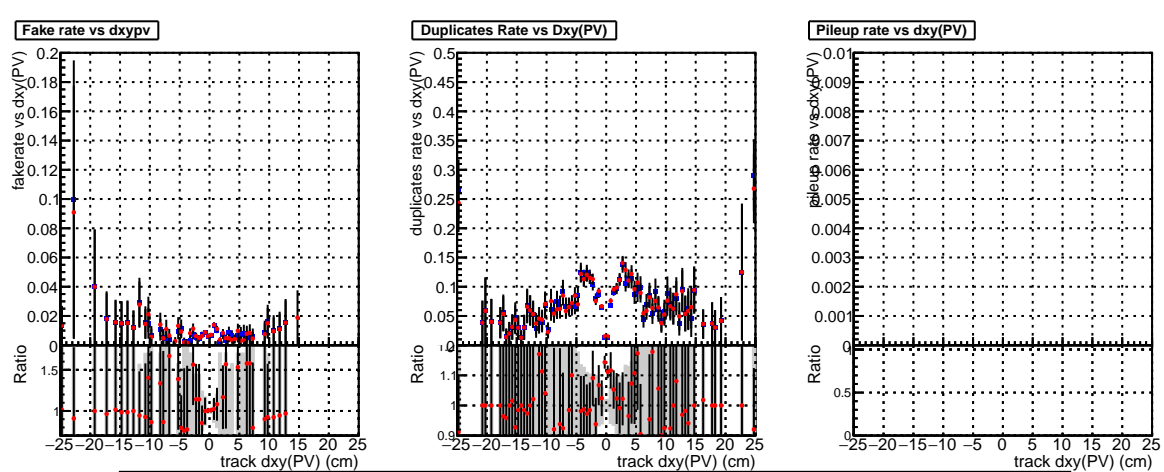 Fake rate vs dxypv
fakerate vs dxy(PV)
0.2
0.18
0.16
0.14
0.12
0.1
0.08
0.06
0.04
0.02
0
Ratio
1.5
1
−25 −20 −15 −10 −5 0 5 10 15 20 25
track dxy(PV) (cm)
Duplicates Rate vs Dxy(PV)
duplicates rate vs dxy(PV)
0.5
0.45
0.4
0.35
0.3
0.25
0.2
0.15
0.1
0.05
0
Ratio
1.1
1
0.9
−25 −20 −15 −10 −5 0 5 10 15 20 25
track dxy(PV) (cm)
Pileup rate vs dxy(PV)
pileup rate vs dxy(PV)
0.01
0.009
0.008
0.007
0.006
0.005
0.004
0.003
0.002
0.001
0
Ratio
1
0.5
0
−25 −20 −15 −10 −5 0 5 10 15 20 25
track dxy(PV) (cm)